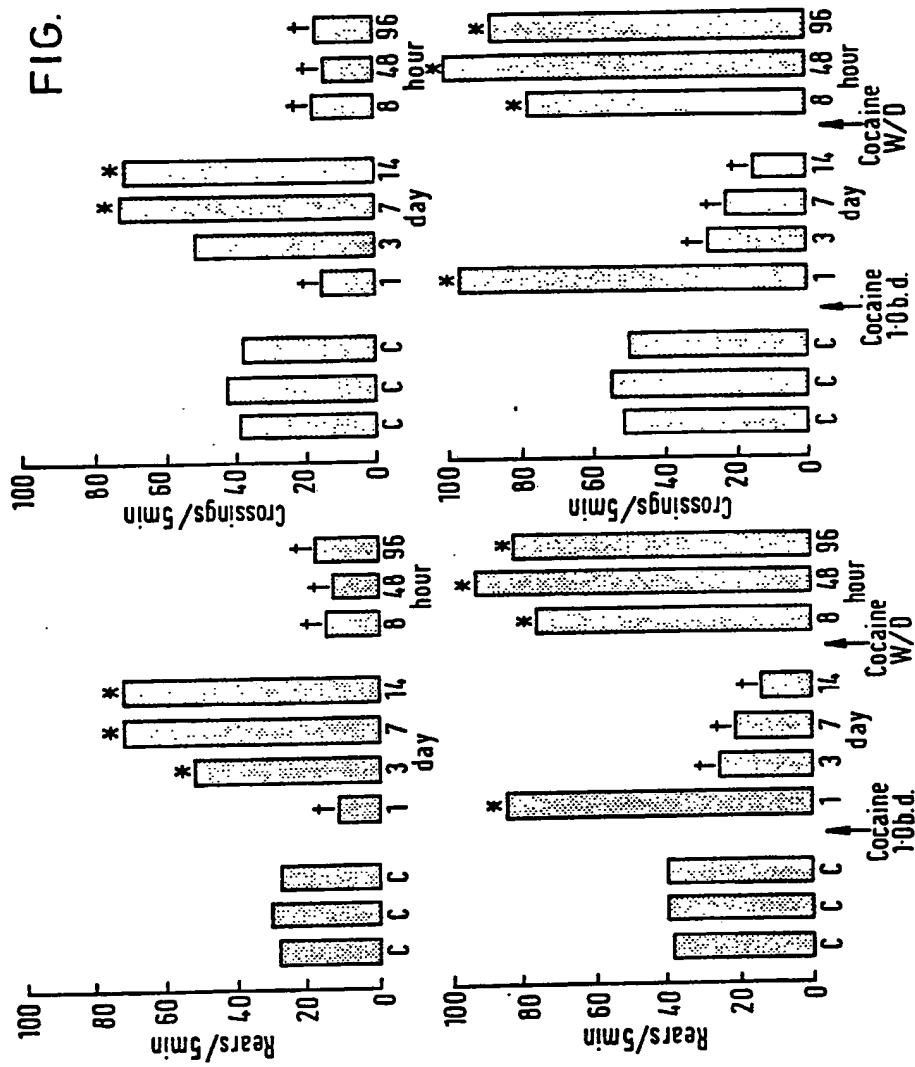 FIG.
100
80
60
40
20
0
Rears/5min
C C C
* *
*
†
1 3 7 14
day
† † †
8 48 96
hour
100
80
60
40
20
0
Crossings/5min
C C C
* *
†
1 3 7 14
day
† † †
8 48 96
hour
100
80
60
40
20
0
Rears/5min
C C C
*
† † †
1 3 7 14
day
* * *
8 48 96
hour
Cocaine
1·0b.d.
Cocaine
W/D
100
80
60
40
20
0
Crossings/5min
C C C
*
† † †
1 3 7 14
day
* * *
8 48 96
hour
Cocaine
1·0b.d.
Cocaine
W/D